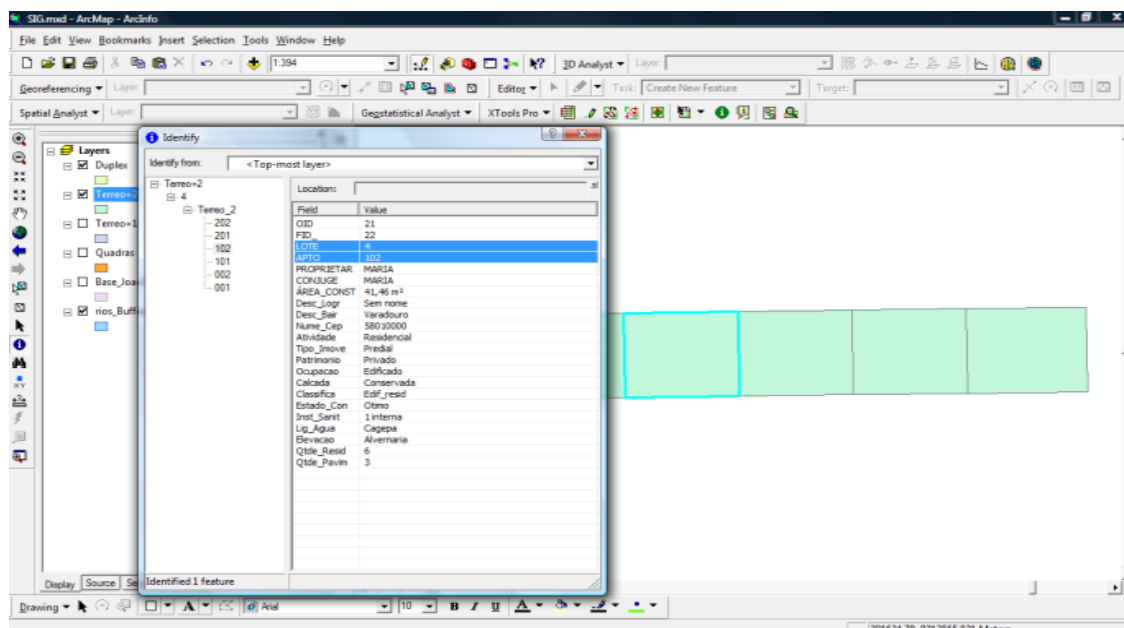 SIG.mxd - ArcMap - ArcInfo
File Edit View Bookmarks Insert Selection Tools Window Help
1:394 3D Analyst Layer:
Georeferencing Layer: Editor Task: Create New Feature Target:
Spatial Analyst Layer: Geostatistical Analyst XTools Pro
Layers
Duplex
Terreo+2
Terreo+1
Quadras
Base_Joa
rios_Buff
Display Source Se
Identify
Identify from: <Top-most layer>
Terreo+2
4
Terreo_2
202
201
102
101
002
001
Location:
Field Value
OID 21
FID_ 22
LOTE 4
APTO 102
PROPRIETAR MARIA
CONJUGE MARIA
ÁREA_CONST 41,46 m²
Desc_Logr Sem nome
Desc_Bair Varadouro
Nume_Cep 58010000
Atividade Residencial
Tipo_Imove Predial
Patrimonio Privado
Ocupacao Edificado
Calcada Conservada
Classifica Edif_resid
Estado_Con Otimo
Inst_Sanit 1 interna
Lig_Agua Cagepa
Elevacao Alvernaria
Qtde_Resid 6
Qtde_Pavim 3
Identified 1 feature
Drawing A Arial 10 B I U A